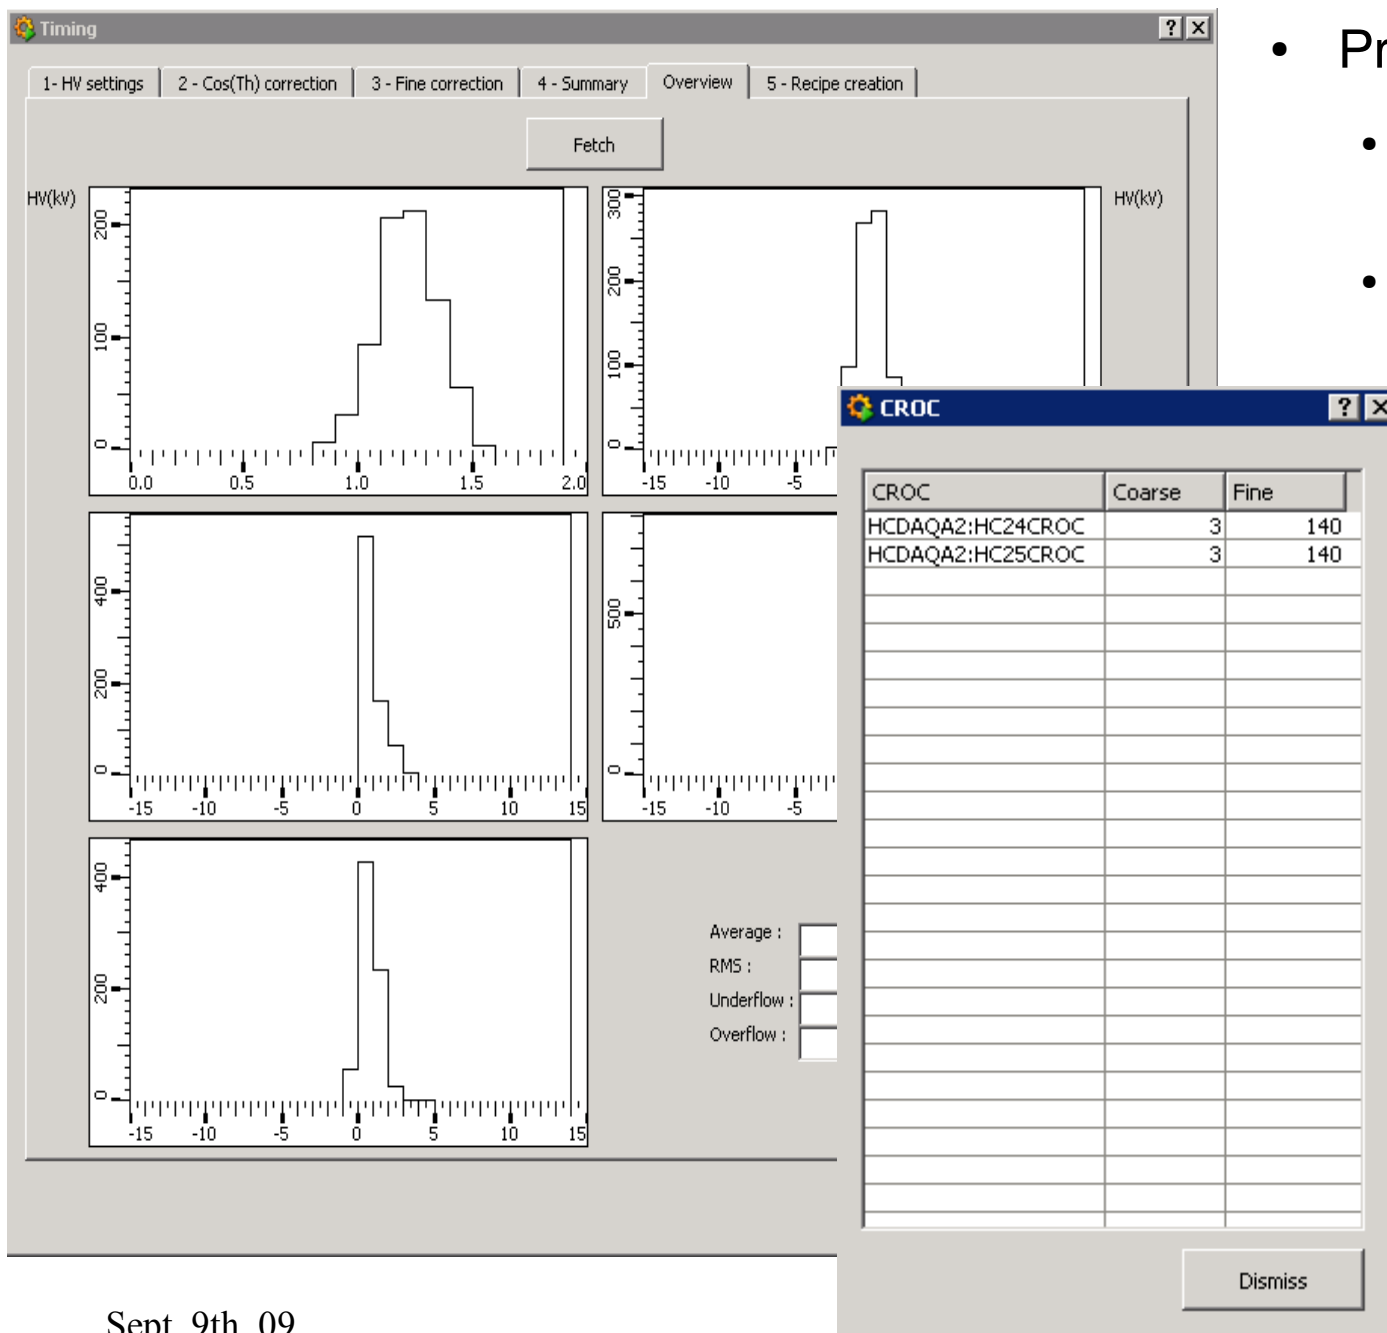 Timing
1- HV settings
2 - Cos(Th) correction
3 - Fine correction
4 - Summary
Overview
5 - Recipe creation
Fetch
HV(kV)
200
100
0
0.0 0.5 1.0 1.5 2.0
HV(kV)
300
200
100
0
-15 -10 -5
400
200
0
-15 -10 -5 0 5 10 15
500
0
-15 -10 -5
400
200
0
-15 -10 -5 0 5 10 15
Average :
RMS :
Underflow :
Overflow :
CROC
CROC Coarse Fine
HCDAQA2:HC24CROC 3 140
HCDAQA2:HC25CROC 3 140
Dismiss
• Pr
•
•
Sept. 9th, 09